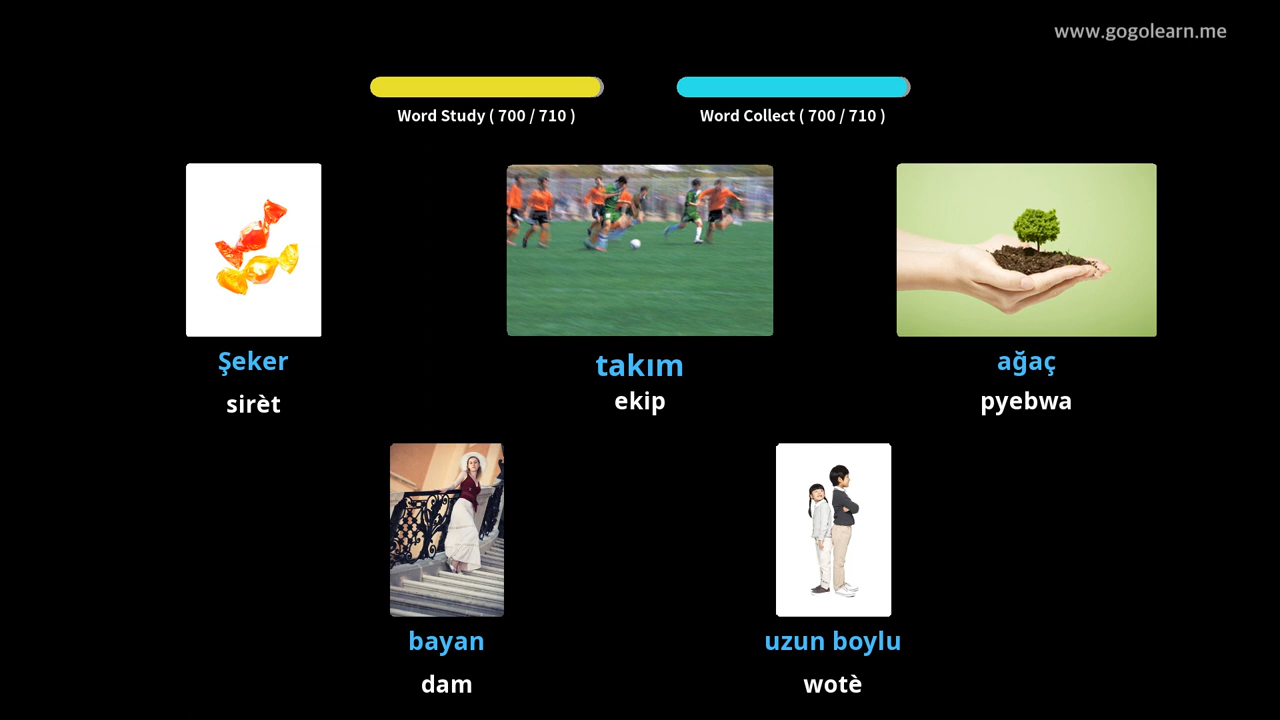 www.gogolearn.me
Word Study ( 700 / 710 )
Word Collect ( 700 / 710 )
Şeker
sirèt
takım
ekip
ağaç
pyebwa
bayan
dam
uzun boylu
wotè